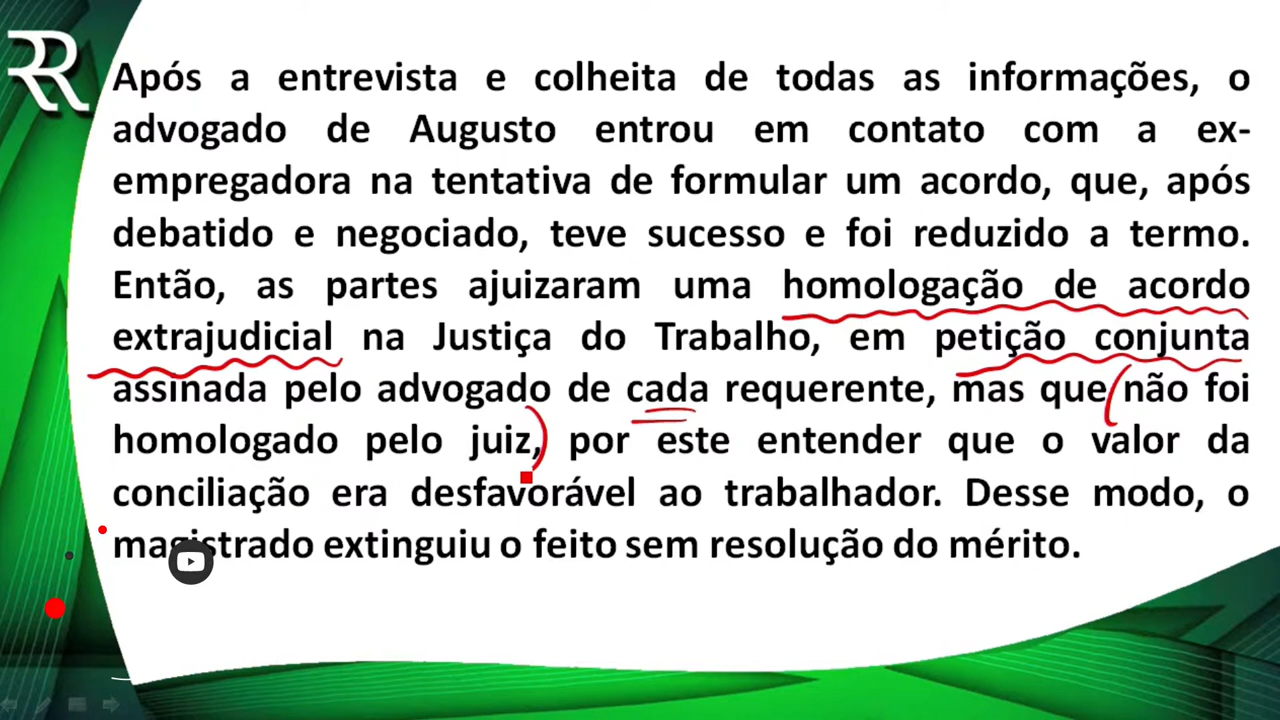 RR
Após a entrevista e colheita de todas as informações, o
advogado de Augusto entrou em contato com a ex-
empregadora na tentativa de formular um acordo, que, após
debatido e negociado, teve sucesso e foi reduzido a termo.
Então, as partes ajuizaram uma homologação de acordo
extrajudicial na Justiça do Trabalho, em petição conjunta
assinada pelo advogado de cada requerente, mas que não foi
homologado pelo juiz, por este entender que o valor da
conciliação era desfavorável ao trabalhador. Desse modo, o
magistrado extinguiu o feito sem resolução do mérito.